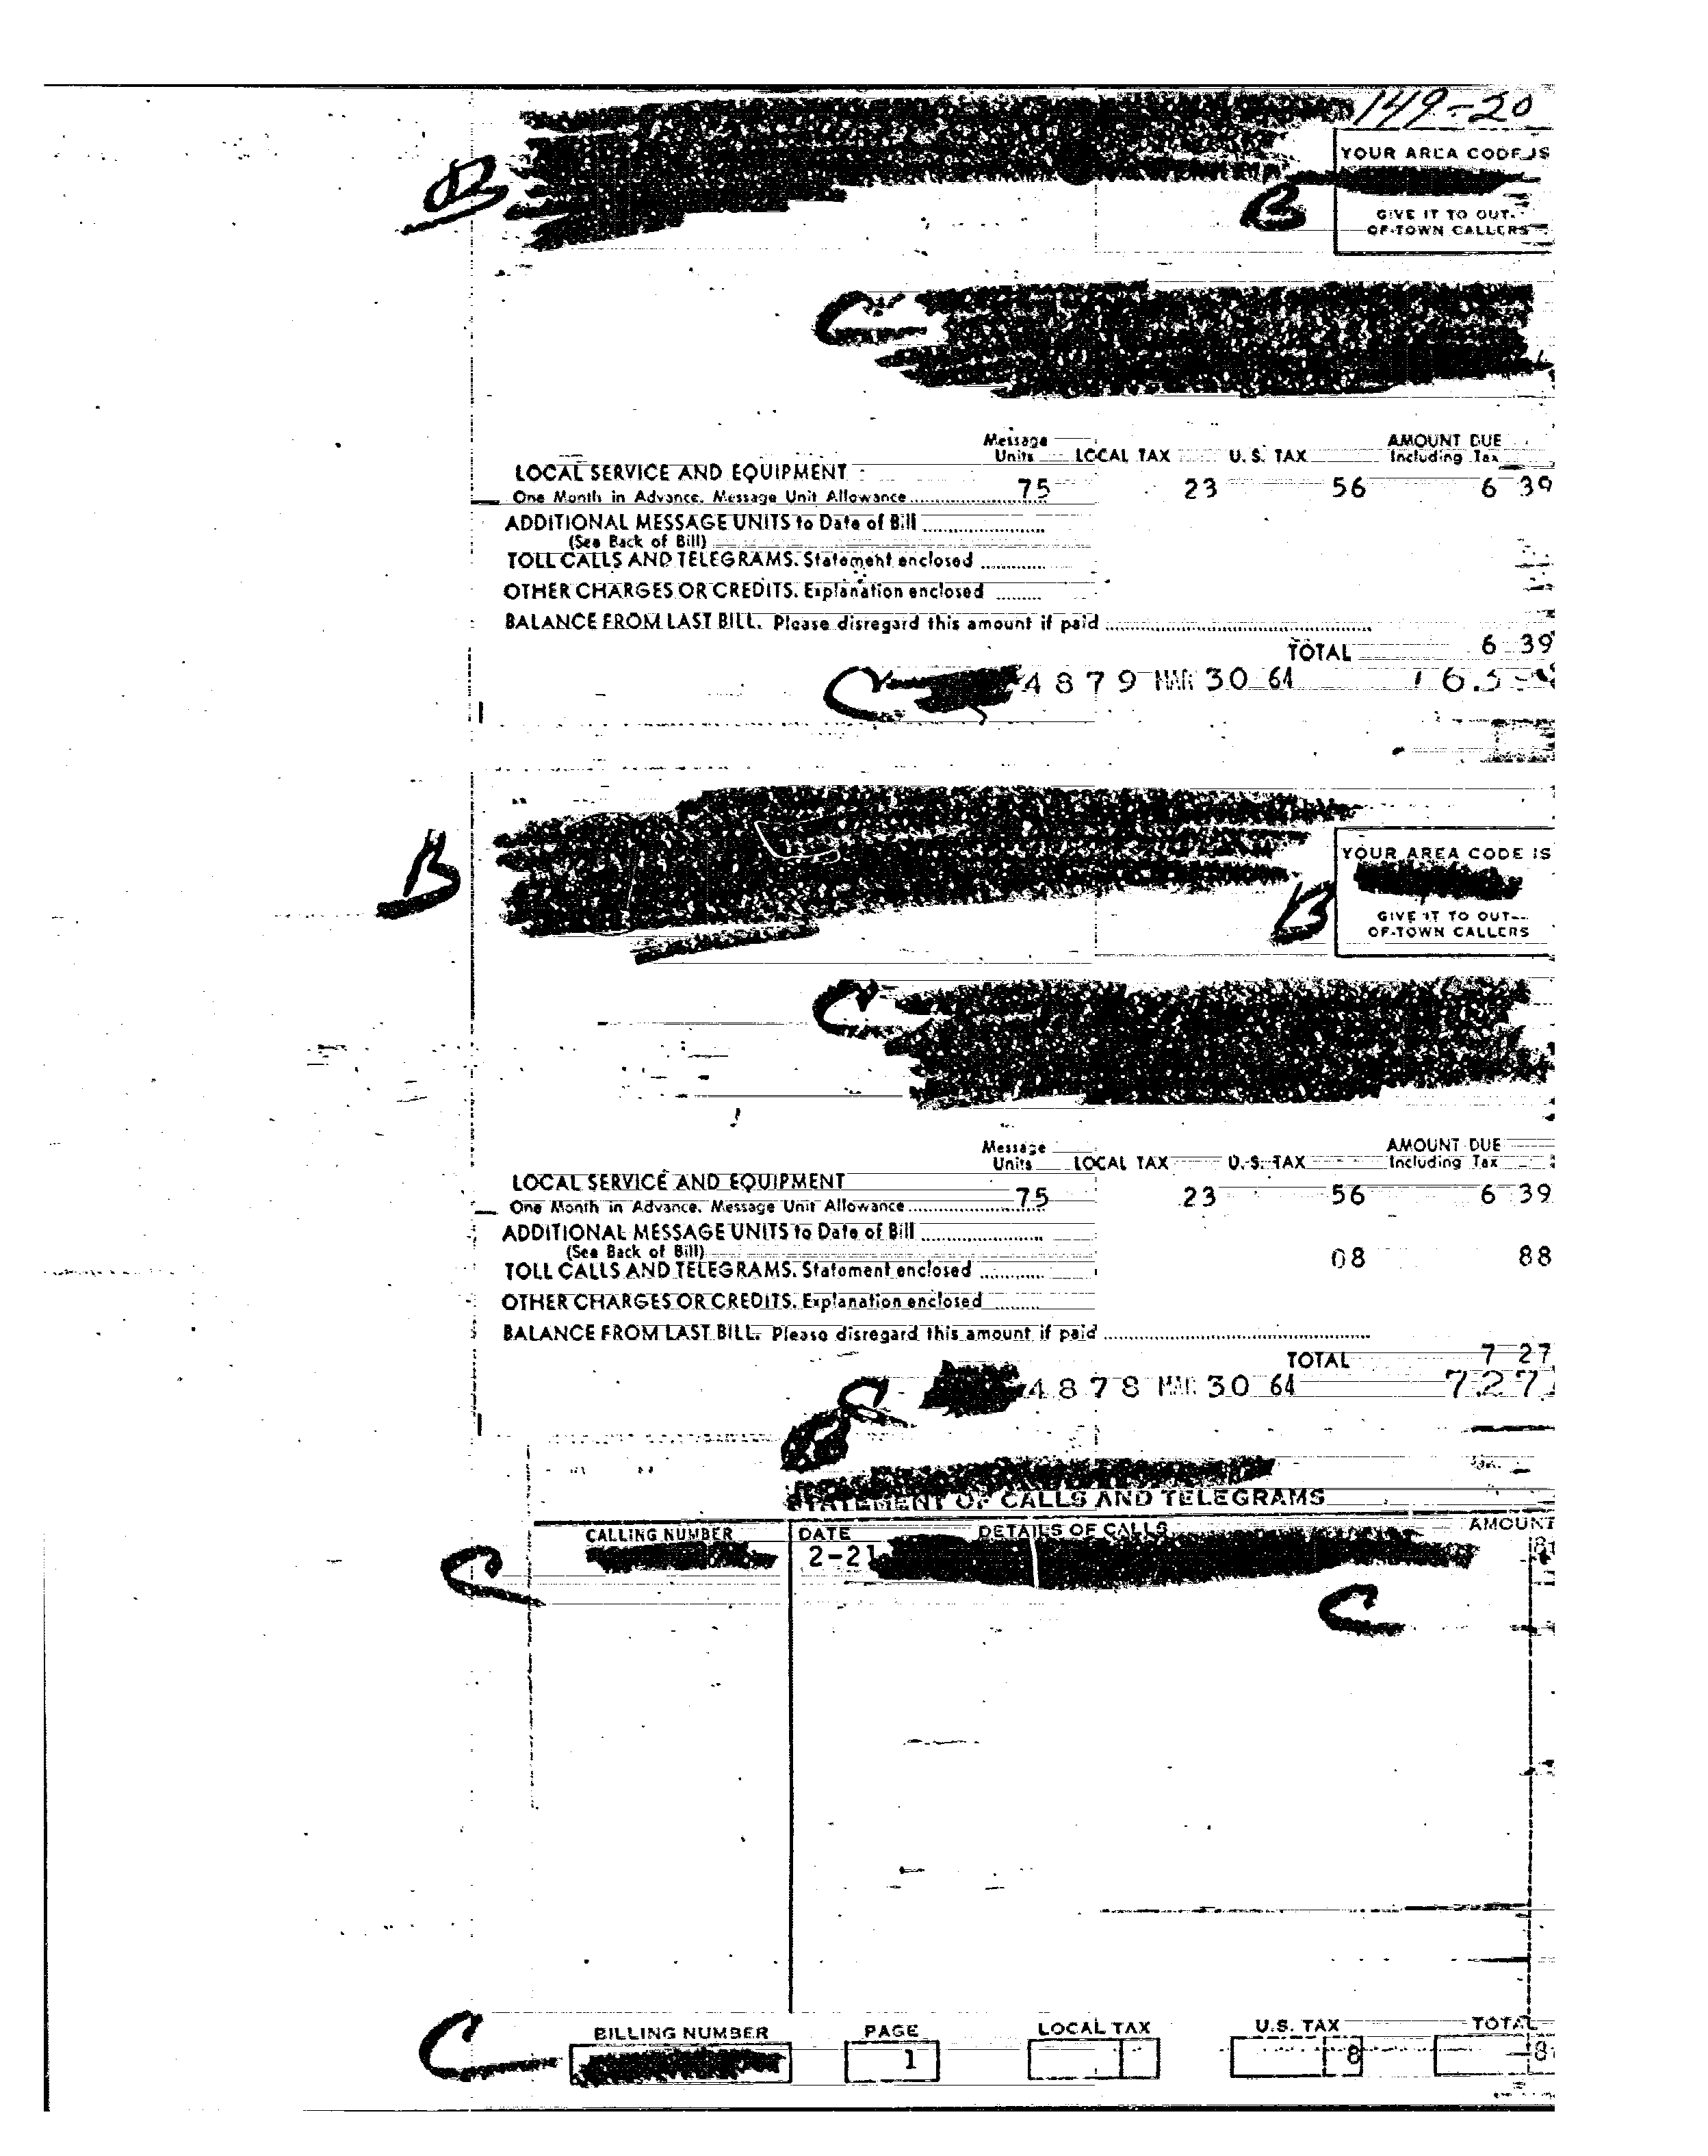 149-20
B
YOUR AREA CODE IS
B
GIVE IT TO OUT-
OF-TOWN CALLERS
C
Message
Units LOCAL TAX U. S. TAX AMOUNT DUE
Including Tax
LOCAL SERVICE AND EQUIPMENT
One Month in Advance. Message Unit Allowance 75 23 56 6 39
ADDITIONAL MESSAGE UNITS to Date of Bill
(See Back of Bill)
TOLL CALLS AND TELEGRAMS. Statement enclosed
OTHER CHARGES OR CREDITS. Explanation enclosed
BALANCE FROM LAST BILL. Please disregard this amount if paid
TOTAL 6 39
C 4879 MAR 30 64
B
YOUR AREA CODE IS
B
GIVE IT TO OUT-
OF-TOWN CALLERS
C
Message
Units LOCAL TAX U. S. TAX AMOUNT DUE
Including Tax
LOCAL SERVICE AND EQUIPMENT
One Month in Advance. Message Unit Allowance 75 23 56 6 39
ADDITIONAL MESSAGE UNITS to Date of Bill
(See Back of Bill)
TOLL CALLS AND TELEGRAMS. Statement enclosed 08 88
OTHER CHARGES OR CREDITS. Explanation enclosed
BALANCE FROM LAST BILL. Please disregard this amount if paid
TOTAL 7 27
C 4878 MAR 30 64 7.27
STATEMENT OF CALLS AND TELEGRAMS
CALLING NUMBER DATE DETAILS OF CALLS AMOUNT
C 2-21
C
C BILLING NUMBER PAGE LOCAL TAX U.S. TAX TOTAL
1 8